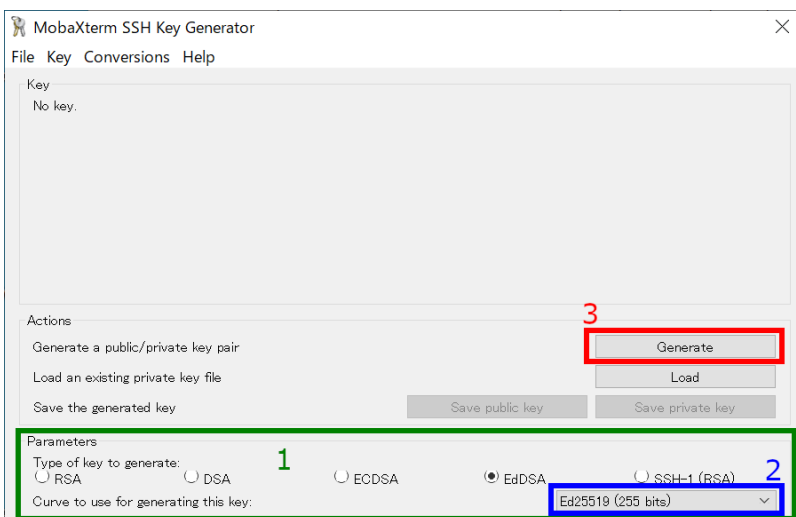 MobaXterm SSH Key Generator
File Key Conversions Help
Key
No key.
Actions
3
Generate a public/private key pair Generate
Load an existing private key file Load
Save the generated key Save public key Save private key
Parameters
1
Type of key to generate:
RSA DSA ECDSA EdDSA SSH-1 (RSA)
2
Curve to use for generating this key: Ed25519 (255 bits)